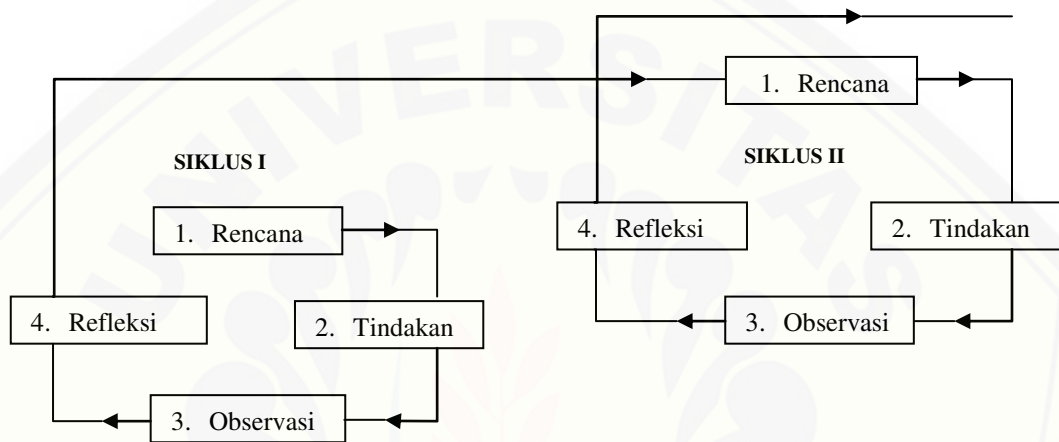 UNIVERSITAS
SIKLUS I
1. Rencana
2. Tindakan
3. Observasi
4. Refleksi
SIKLUS II
1. Rencana
2. Tindakan
3. Observasi
4. Refleksi